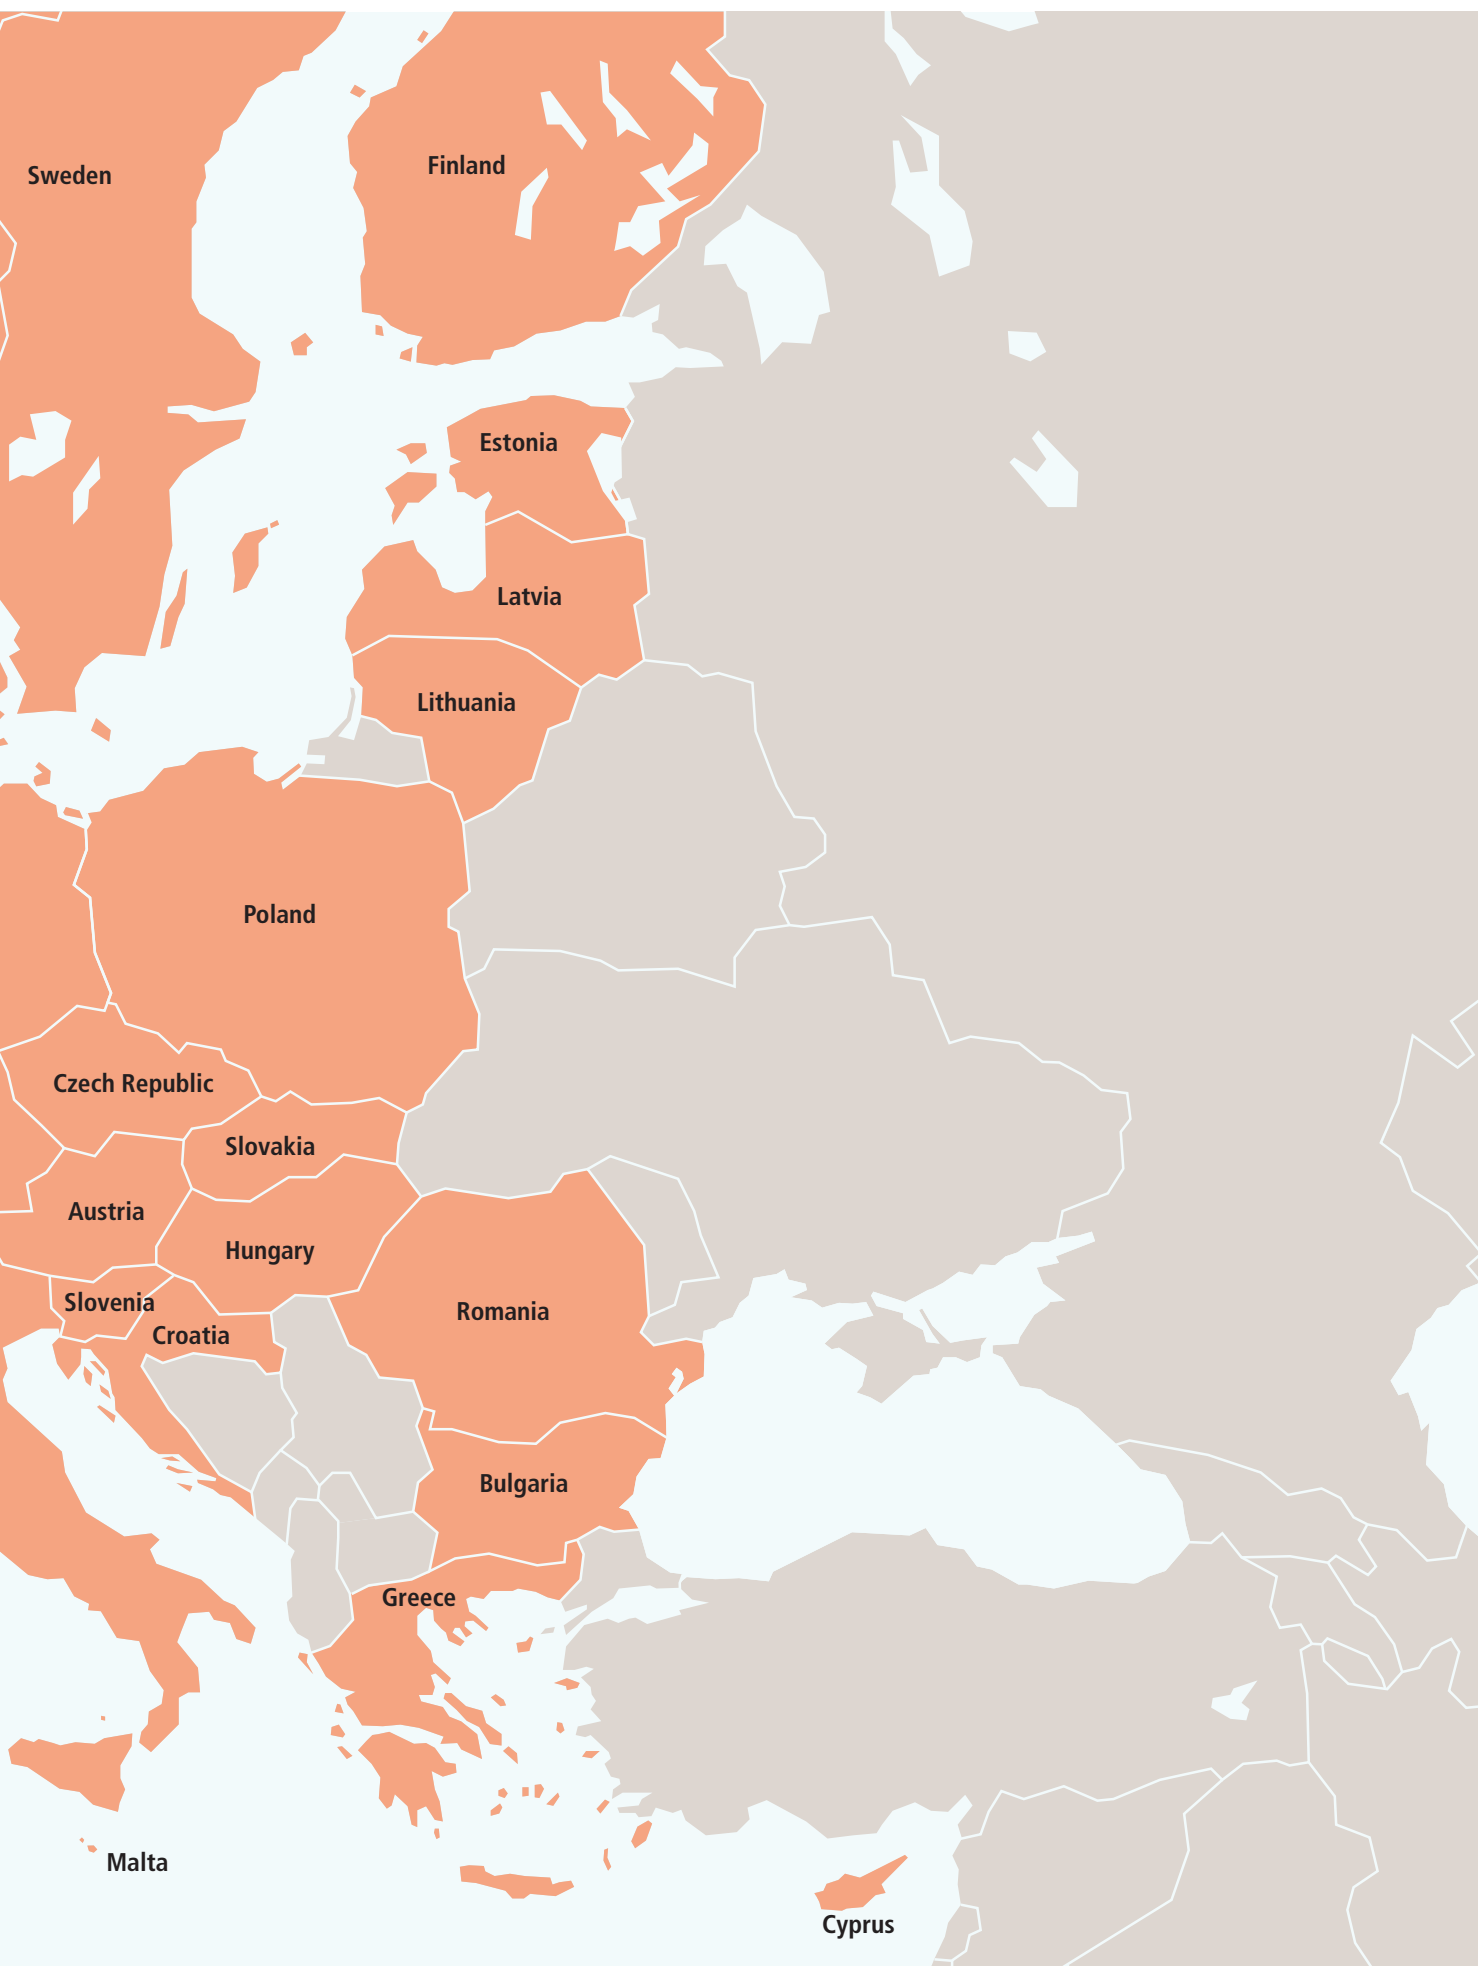 Finland
Sweden
Estonia
Latvia
Lithuania
Poland
Czech Republic
Slovakia
Austria
Hungary
Slovenia
Romania
Croatia
Bulgaria
Greece
Malta
Cyprus